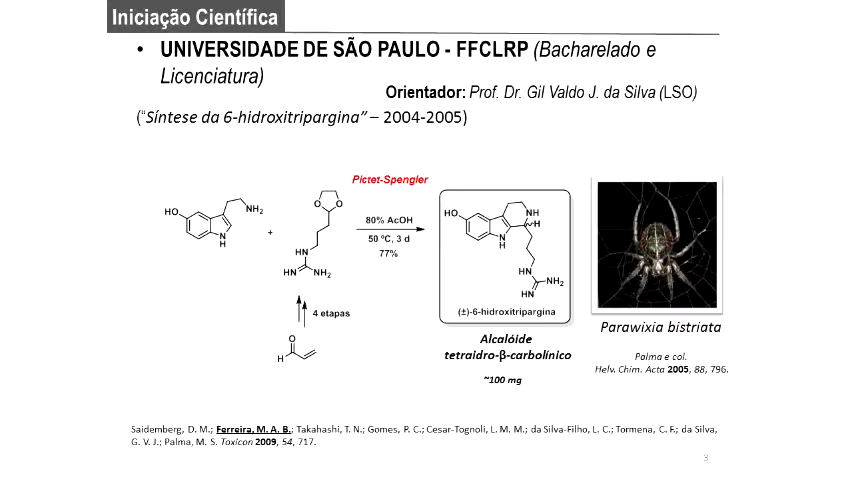 Iniciação Científica
• UNIVERSIDADE DE SÃO PAULO - FFCLRP (Bacharelado e
Licenciatura)
Orientador: Prof. Dr. Gil Valdo J. da Silva (LSO)
(“Síntese da 6-hidroxitripargina” – 2004-2005)
Pictet-Spengler
HO
NH2
N
H
+
O O
HN
HN NH2
80% AcOH
50 ºC, 3 d
77%
HO
NH
H
N
H
HN
NH2
HN
(±)-6-hidroxitripargina
4 etapas
O
H
Alcalóide
tetraidro-β-carbolínico
~100 mg
Parawixia bistriata
Palma e col.
Helv. Chim. Acta 2005, 88, 796.
Saidemberg, D. M.; Ferreira, M. A. B.; Takahashi, T. N.; Gomes, P. C.; Cesar-Tognoli, L. M. M.; da Silva-Filho, L. C.; Tormena, C. F.; da Silva,
G. V. J.; Palma, M. S. Toxicon 2009, 54, 717.
3